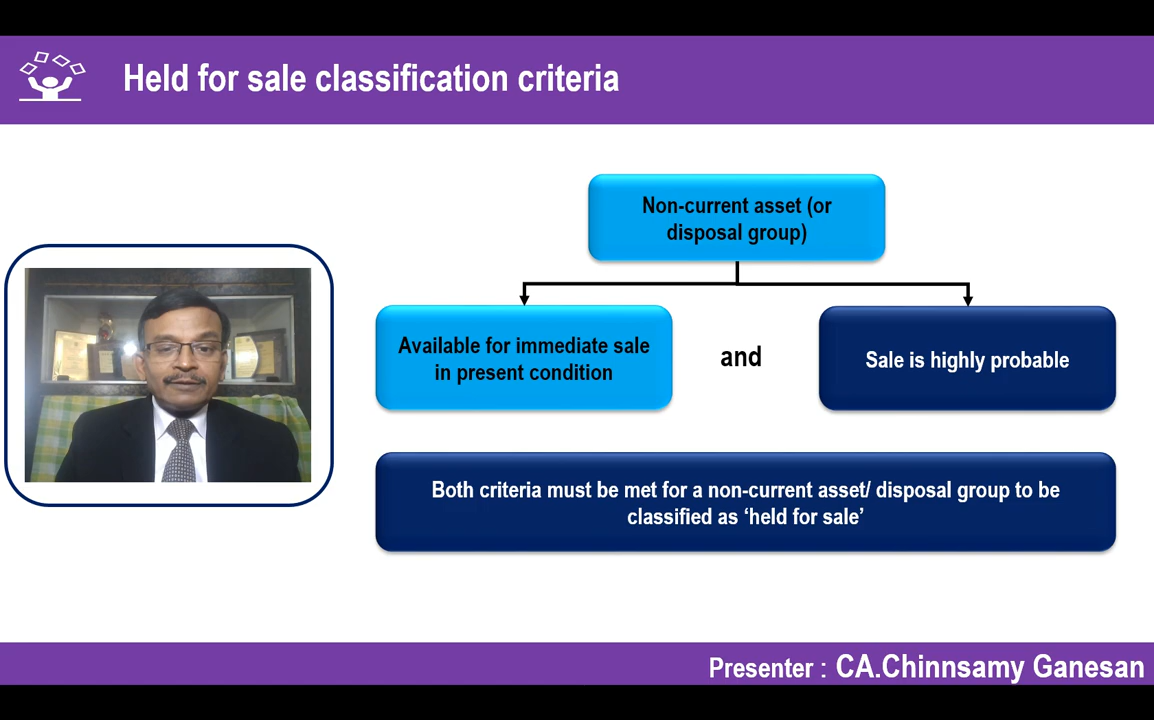 Held for sale classification criteria
Non-current asset (or
disposal group)
Available for immediate sale
in present condition
and
Sale is highly probable
Both criteria must be met for a non-current asset/ disposal group to be
classified as ‘held for sale’
Presenter : CA.Chinnsamy Ganesan